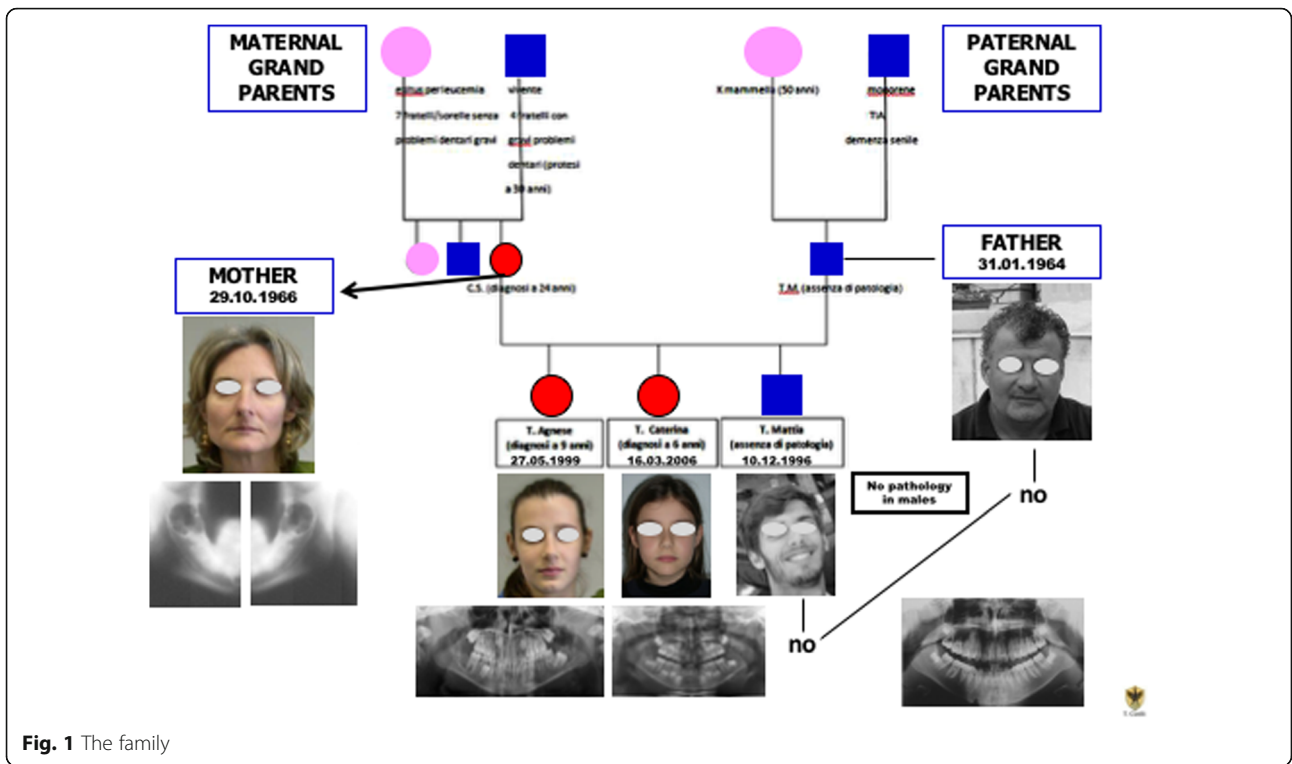 MATERNAL
GRAND
PARENTS
PATERNAL
GRAND
PARENTS
exitus per leucemia
7 fratelli/sorelle senza
problemi dentari gravi
vivente
4 fratelli con
gravi problemi
dentari (protesi
a 30 anni)
K mammella (50 anni)
monorene
TIA
demenza senile
MOTHER
29.10.1966
C.S. (diagnosi a 24 anni)
T.M. (assenza di patologia)
FATHER
31.01.1964
T. Agnese
(diagnosi a 9 anni)
27.05.1999
T. Caterina
(diagnosi a 6 anni)
16.03.2006
T. Mattia
(assenza di patologia)
10.12.1996
No pathology
in males
no
no
Fig. 1 The family